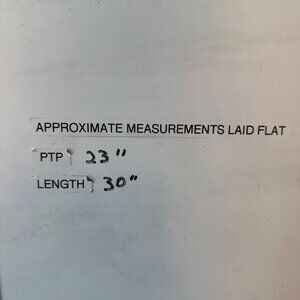 APPROXIMATE MEASUREMENTS LAID FLAT
PTP 23"
LENGTH 30"